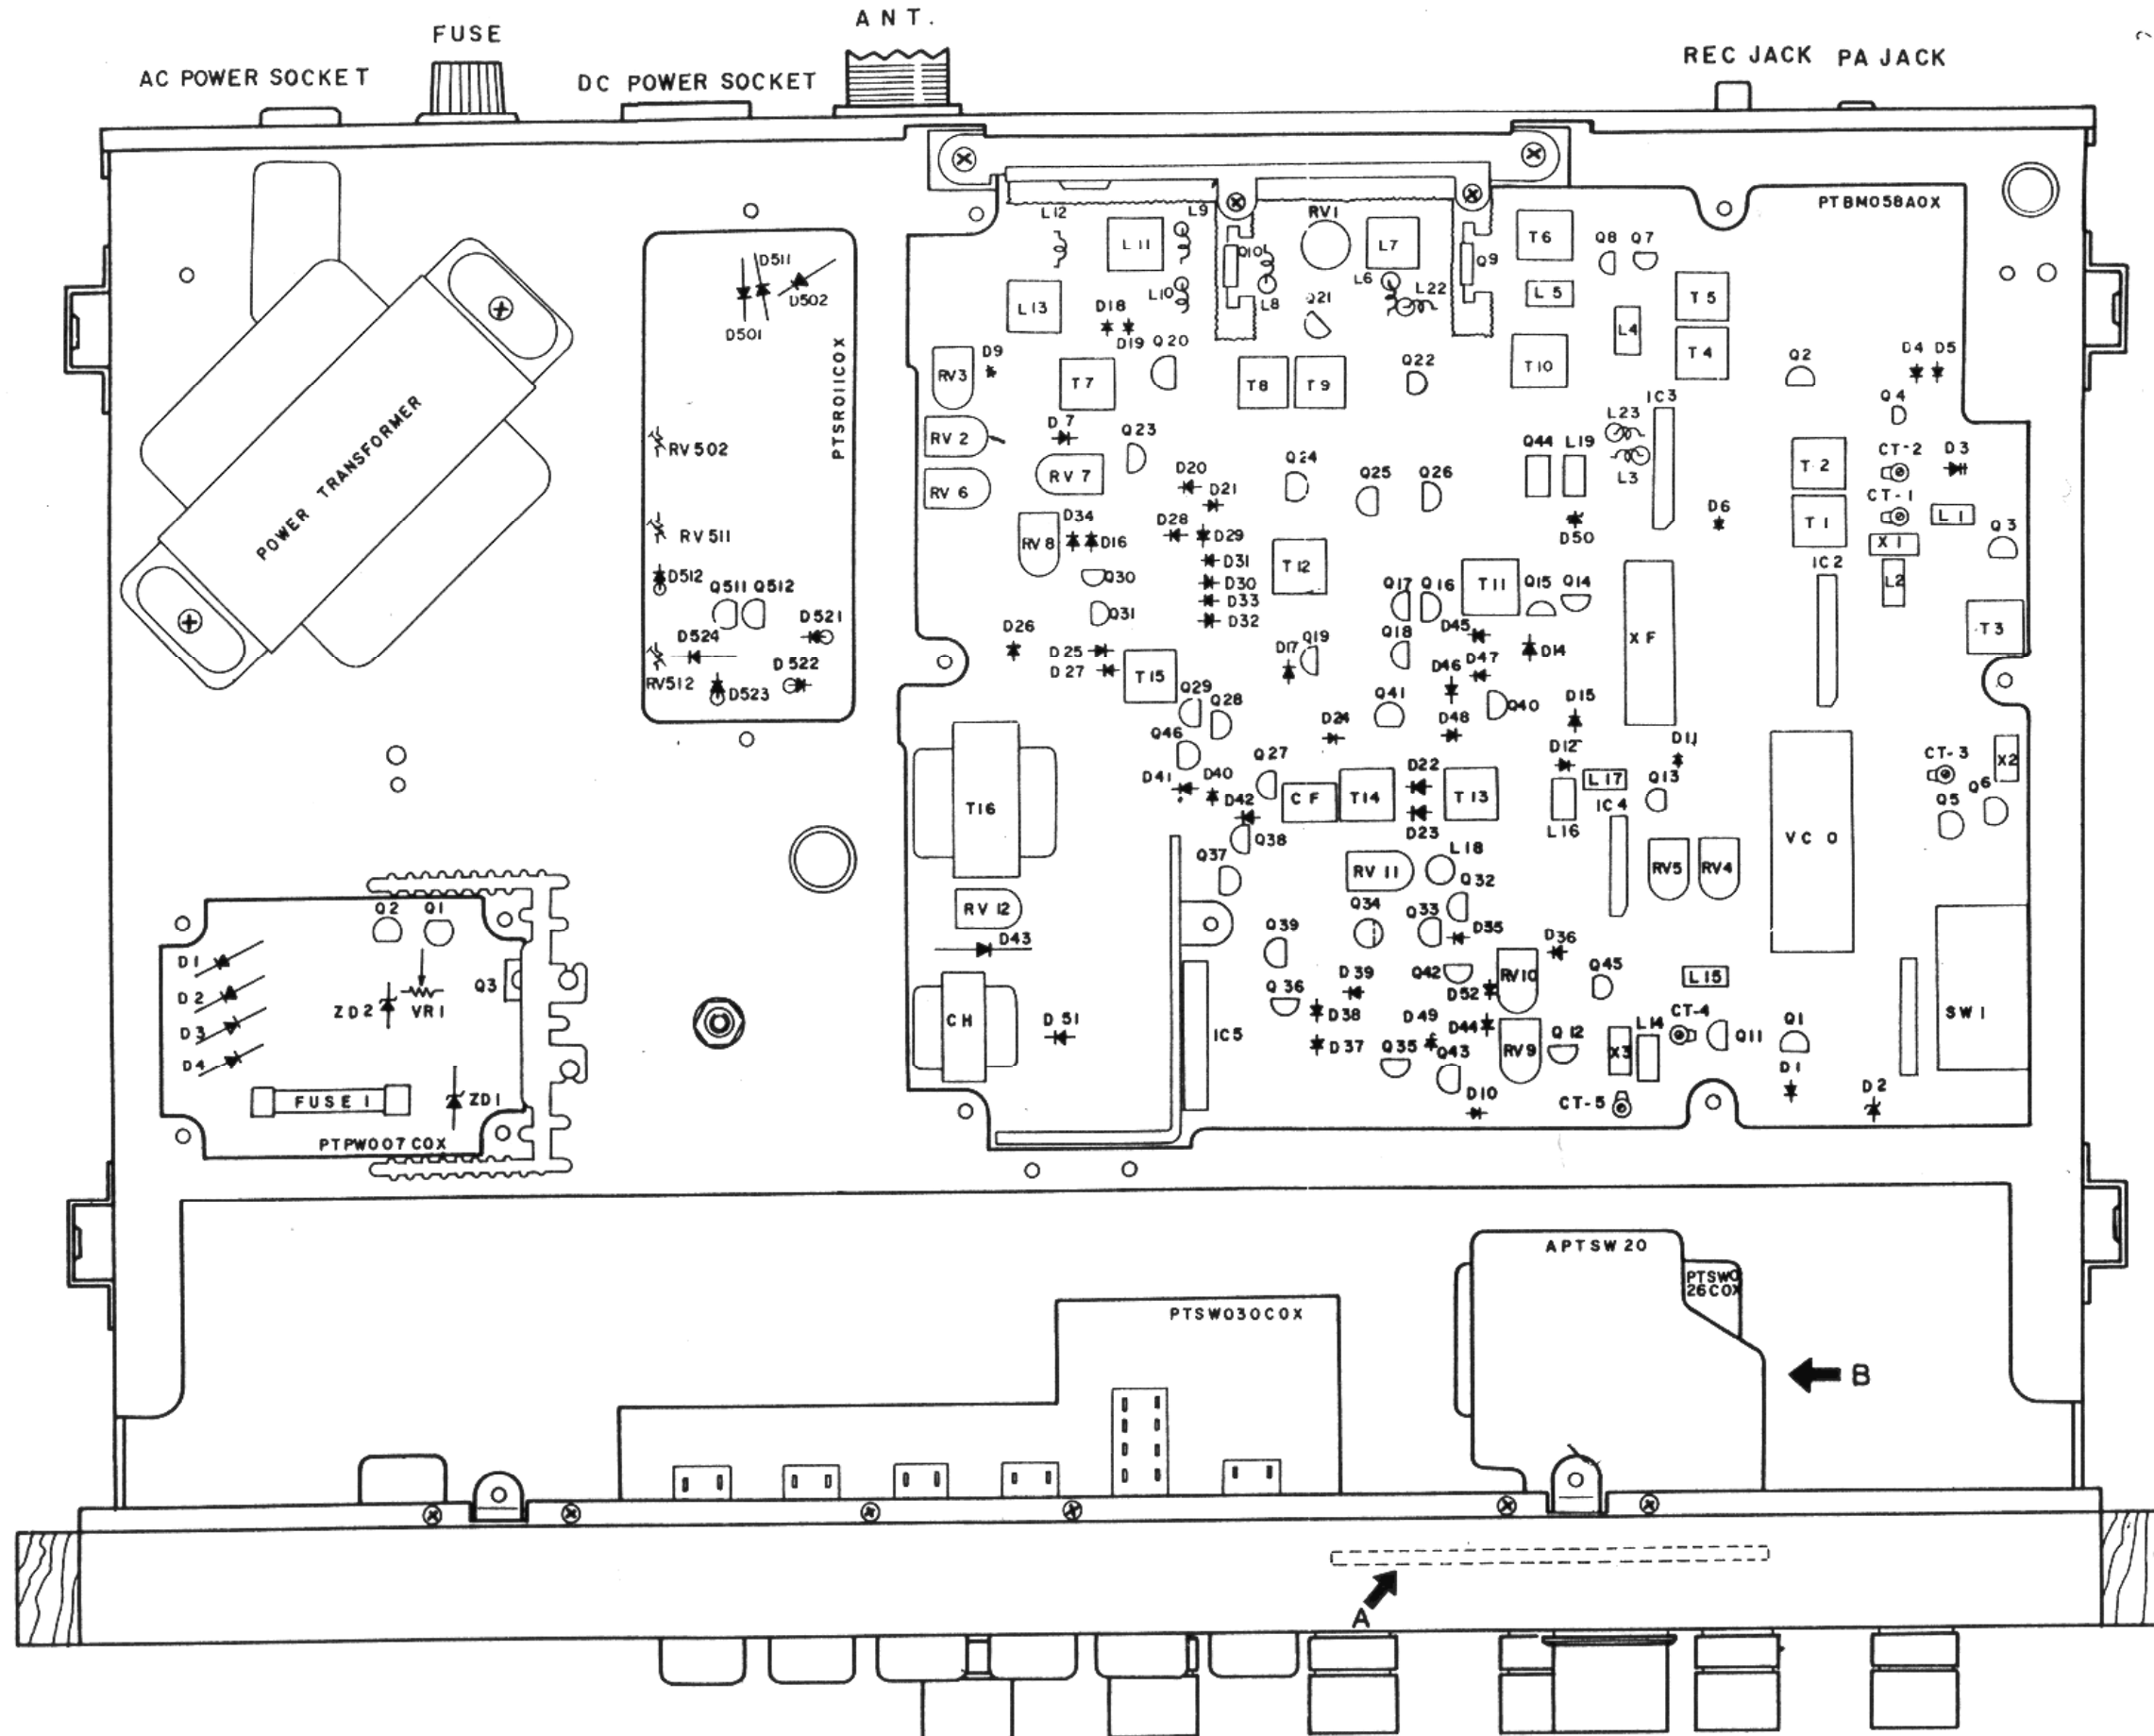 ANT.
FUSE
AC POWER SOCKET
DC POWER SOCKET
REC JACK
PA JACK
PTBM058A0X
L12
L9
RV1
L11
Q10
L7
Q9
T6
Q8
Q7
L10
L8
L6
L22
L5
T5
L13
D18
D19
Q20
Q21
L4
T4
D511
D502
D501
PTSR011C0X
RV3
D9
T7
T8
T9
Q22
T10
Q2
D4
D5
Q4
IC3
L23
RV2
D7
Q23
Q44
L19
L3
T2
CT-2
D3
RV502
RV6
RV7
D20
D21
Q24
Q25
Q26
CT-1
L1
D6
T1
Q3
X1
RV511
RV8
D34
D16
D28
D29
D50
IC2
L2
D31
D30
D33
D32
T12
Q30
Q31
D512
Q511
Q512
Q17
Q16
T11
Q15
Q14
XF
T3
D521
D524
D26
D25
D27
T15
D17
Q19
Q18
D45
D46
D47
D14
D522
RV512
D523
Q29
Q28
Q41
Q40
D15
D24
D48
Q46
Q27
D12
D11
CT-3
X2
POWER TRANSFORMER
D41
D40
D42
CF
T14
D22
T13
D23
L17
Q13
Q5
Q6
T16
L16
IC4
VCO
Q38
Q37
RV11
L18
Q32
RV5
RV4
RV12
Q34
Q33
D35
Q39
D36
D43
Q2
Q1
D1
D2
D3
D4
ZD2
VR1
Q3
ZD1
FUSE 1
PTPW007C0X
CH
D51
IC5
Q36
D39
D38
D37
Q42
D52
RV10
Q45
L15
D49
D44
Q35
Q43
RV9
Q12
X3
L14
CT-4
Q11
Q1
SW1
D10
CT-5
D1
D2
APTSW20
PTSW0
26C0X
PTSW030C0X
B
A